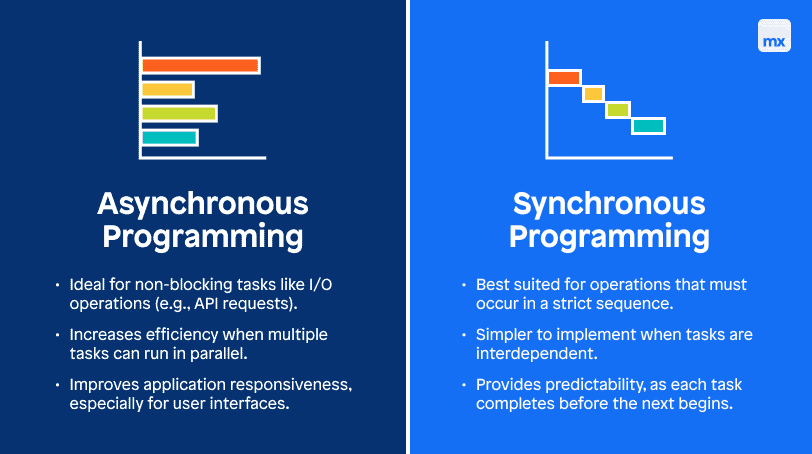 mx
Asynchronous
Programming
• Ideal for non-blocking tasks like I/O
operations (e.g., API requests).
• Increases efficiency when multiple
tasks can run in parallel.
• Improves application responsiveness,
especially for user interfaces.
Synchronous
Programming
• Best suited for operations that must
occur in a strict sequence.
• Simpler to implement when tasks are
interdependent.
• Provides predictability, as each task
completes before the next begins.